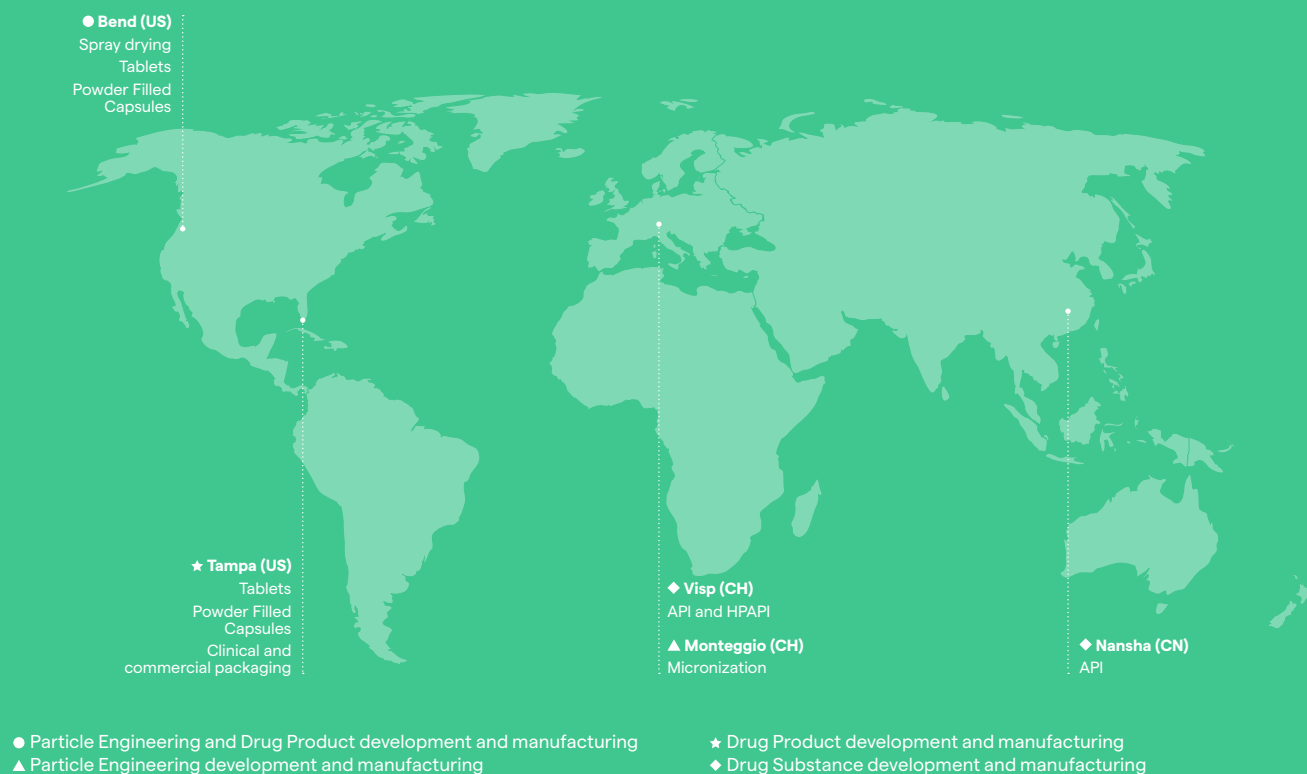 ● Bend (US)
Spray drying
Tablets
Powder Filled
Capsules
★ Tampa (US)
Tablets
Powder Filled
Capsules
Clinical and
commercial packaging
◆ Visp (CH)
API and HPAPI
▲ Monteggio (CH)
Micronization
◆ Nansha (CN)
API
● Particle Engineering and Drug Product development and manufacturing
▲ Particle Engineering development and manufacturing
★ Drug Product development and manufacturing
◆ Drug Substance development and manufacturing